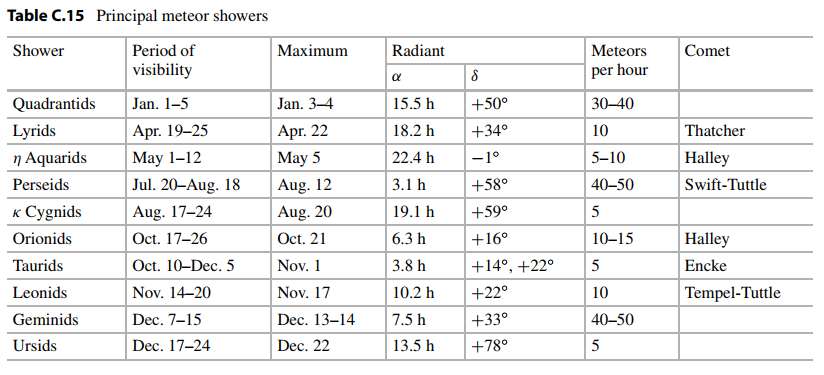 Table C.15 Principal meteor showers
Shower Period of visibility Maximum Radiant Meteors per hour Comet
α δ
Quadrantids Jan. 1–5 Jan. 3–4 15.5 h +50° 30–40
Lyrids Apr. 19–25 Apr. 22 18.2 h +34° 10 Thatcher
η Aquarids May 1–12 May 5 22.4 h −1° 5–10 Halley
Perseids Jul. 20–Aug. 18 Aug. 12 3.1 h +58° 40–50 Swift-Tuttle
κ Cygnids Aug. 17–24 Aug. 20 19.1 h +59° 5
Orionids Oct. 17–26 Oct. 21 6.3 h +16° 10–15 Halley
Taurids Oct. 10–Dec. 5 Nov. 1 3.8 h +14°, +22° 5 Encke
Leonids Nov. 14–20 Nov. 17 10.2 h +22° 10 Tempel-Tuttle
Geminids Dec. 7–15 Dec. 13–14 7.5 h +33° 40–50
Ursids Dec. 17–24 Dec. 22 13.5 h +78° 5